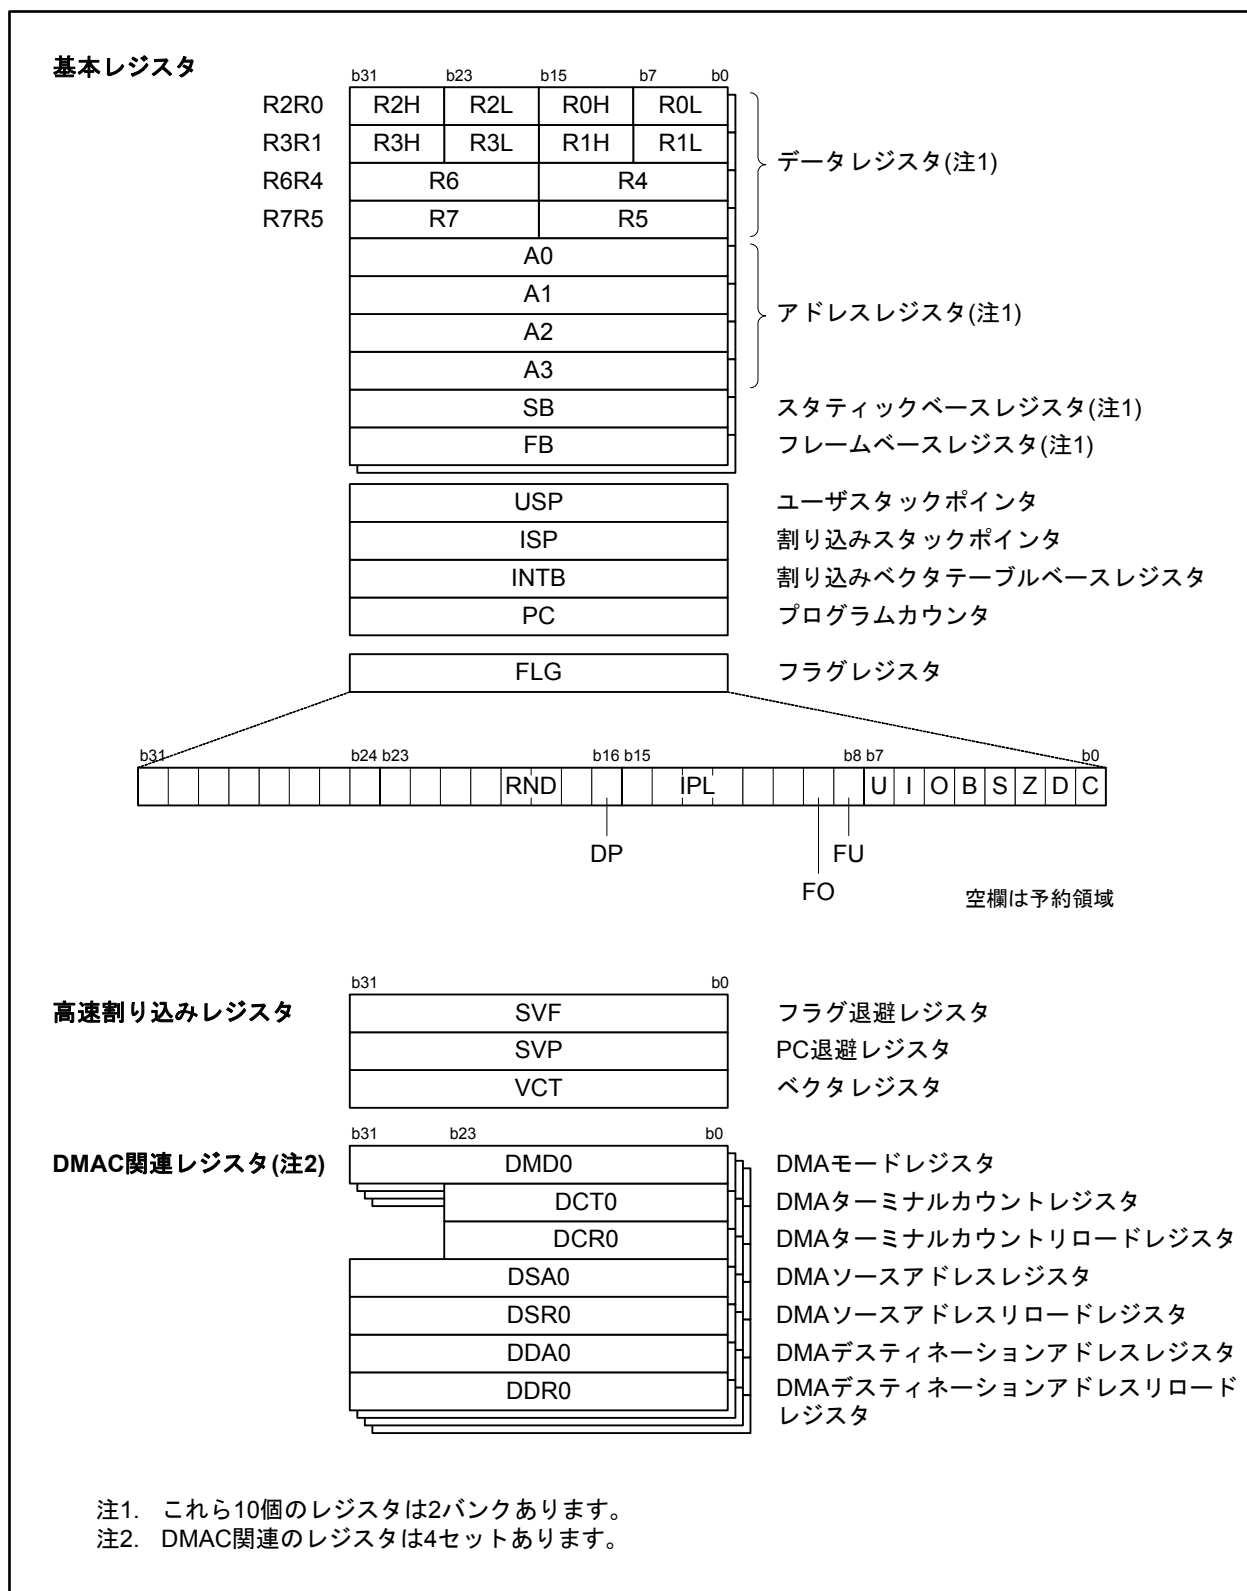 基本レジスタ
b31 b23 b15 b7 b0
R2R0 R2H R2L R0H R0L
R3R1 R3H R3L R1H R1L
データレジスタ(注1)
R6R4 R6 R4
R7R5 R7 R5
A0
A1
アドレスレジスタ(注1)
A2
A3
SB スタティックベースレジスタ(注1)
FB フレームベースレジスタ(注1)
USP ユーザスタックポインタ
ISP 割り込みスタックポインタ
INTB 割り込みベクタテーブルベースレジスタ
PC プログラムカウンタ
FLG フラグレジスタ
b31 b24 b23 b16 b15 b8 b7 b0
RND IPL U I O B S Z D C
DP FU
FO
空欄は予約領域
b31 b0
高速割り込みレジスタ SVF フラグ退避レジスタ
SVP PC退避レジスタ
VCT ベクタレジスタ
b31 b23 b0
DMAC関連レジスタ(注2) DMD0 DMAモードレジスタ
DCT0 DMAターミナルカウントレジスタ
DCR0 DMAターミナルカウントリロードレジスタ
DSA0 DMAソースアドレスレジスタ
DSR0 DMAソースアドレスリロードレジスタ
DDA0 DMAデスティネーションアドレスレジスタ
DDR0 DMAデスティネーションアドレスリロード
レジスタ
注1. これら10個のレジスタは2バンクあります。
注2. DMAC関連のレジスタは4セットあります。